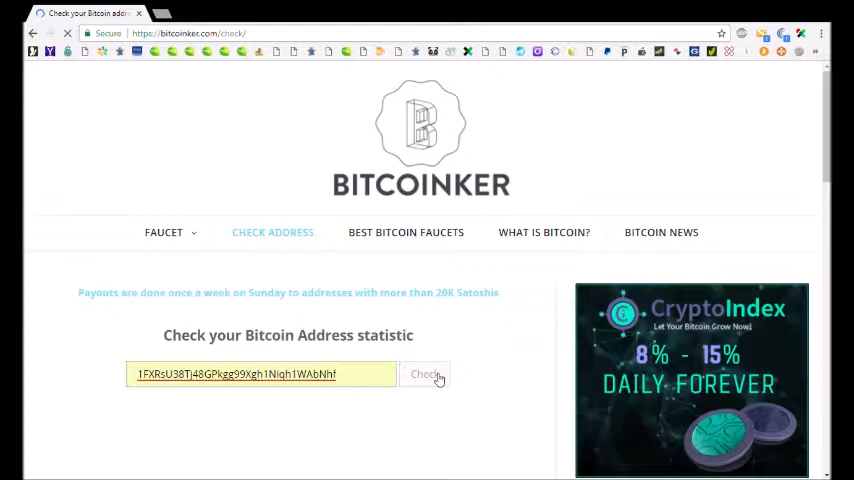 Check your Bitcoin addre
Secure
https://bitcoinker.com/check/
BITCOINKER
FAUCET
CHECK ADDRESS
BEST BITCOIN FAUCETS
WHAT IS BITCOIN?
BITCOIN NEWS
Payouts are done once a week on Sunday to addresses with more than 20K Satoshis
Check your Bitcoin Address statistic
1FXRsU38Tj48GPkgg99Xgh1Niqh1WAbNhf
Check
CryptoIndex
Let Your Bitcoin Grow Now!
8% - 15%
DAILY FOREVER